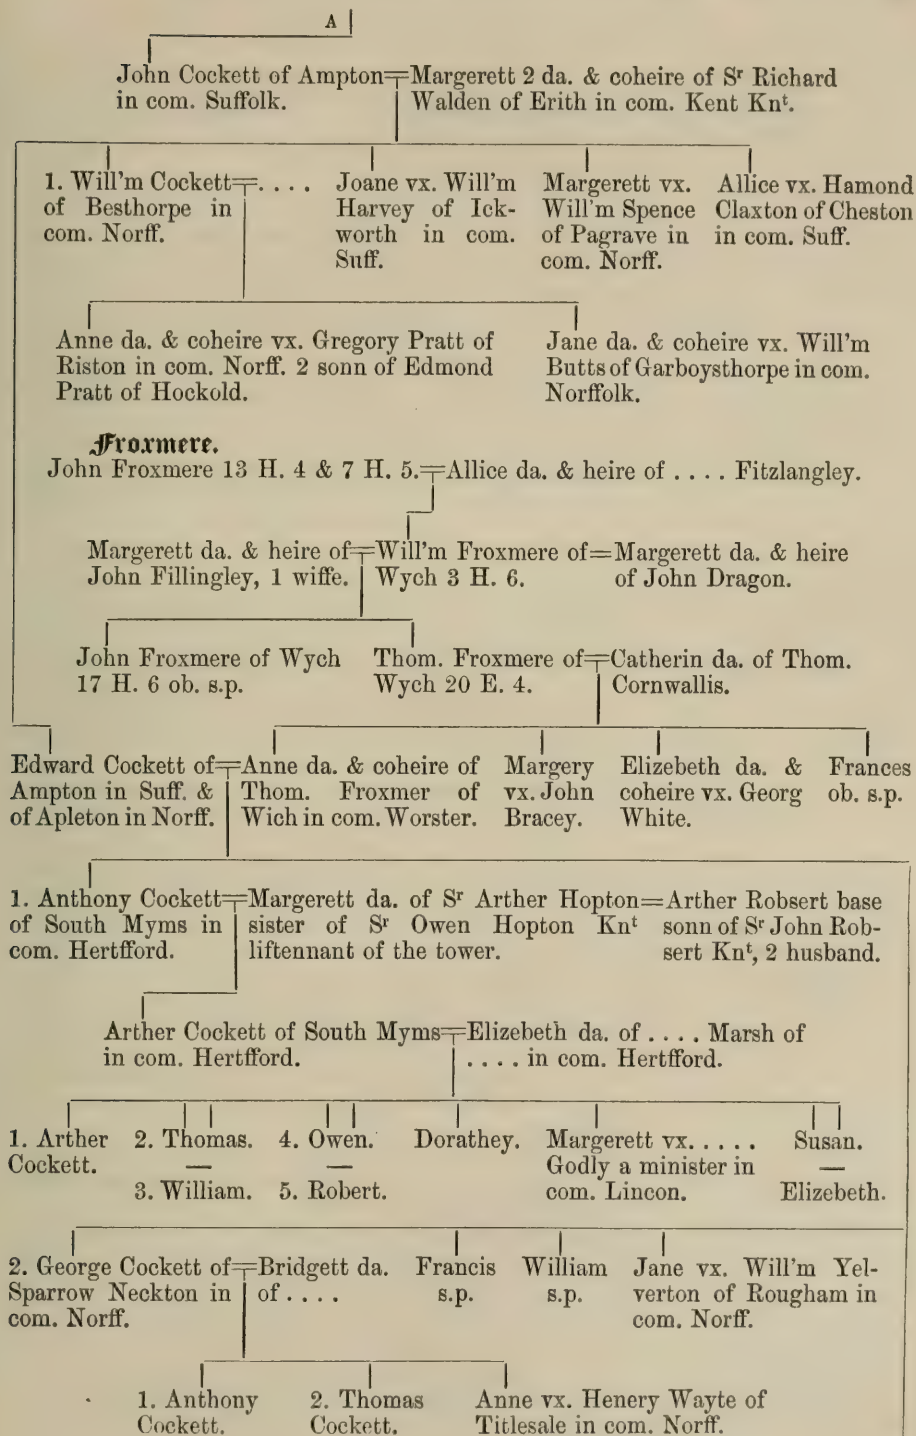 A
John Cockett of Ampton=Margerett 2 da. & coheire of Sʳ Richard
in com. Suffolk. Walden of Erith in com. Kent Knᵗ.
1. Will'm Cockett=. . . .
of Besthorpe in
com. Norff.
Joane vx. Will'm
Harvey of Ick-
worth in com.
Suff.
Margerett vx.
Will'm Spence
of Pagrave in
com. Norff.
Allice vx. Hamond
Claxton of Cheston
in com. Suff.
Anne da. & coheire vx. Gregory Pratt of
Riston in com. Norff. 2 sonn of Edmond
Pratt of Hockold.
Jane da. & coheire vx. Will'm
Butts of Garboysthorpe in com.
Norffolk.
Froxmere.
John Froxmere 13 H. 4 & 7 H. 5.=Allice da. & heire of . . . . Fitzlangley.
Margerett da. & heire of=Will'm Froxmere of=Margerett da. & heire
John Fillingley, 1 wiffe. Wych 3 H. 6. of John Dragon.
John Froxmere of Wych
17 H. 6 ob. s.p.
Thom. Froxmere of=Catherin da. of Thom.
Wych 20 E. 4. Cornwallis.
Edward Cockett of=Anne da. & coheire of
Ampton in Suff. & Thom. Froxmer of
of Apleton in Norff. Wich in com. Worster.
Margery
vx. John
Bracey.
Elizebeth da. &
coheire vx. Georg
White.
Frances
ob. s.p.
1. Anthony Cockett=Margerett da. of Sʳ Arther Hopton=Arther Robsert base
of South Myms in sister of Sʳ Owen Hopton Knᵗ sonn of Sʳ John Rob-
com. Hertfford. liftennant of the tower. sert Knᵗ, 2 husband.
Arther Cockett of South Myms=Elizebeth da. of . . . . Marsh of
in com. Hertfford. . . . . in com. Hertfford.
1. Arther
Cockett.
2. Thomas.
—
3. William.
4. Owen.
—
5. Robert.
Dorathey.
Margerett vx. . . . .
Godly a minister in
com. Lincon.
Susan.
—
Elizebeth.
2. George Cockett of=Bridgett da.
Sparrow Neckton in of . . . .
com. Norff.
Francis
s.p.
William
s.p.
Jane vx. Will'm Yel-
verton of Rougham in
com. Norff.
1. Anthony
Cockett.
2. Thomas
Cockett.
Anne vx. Henery Wayte of
Titlesale in com. Norff.